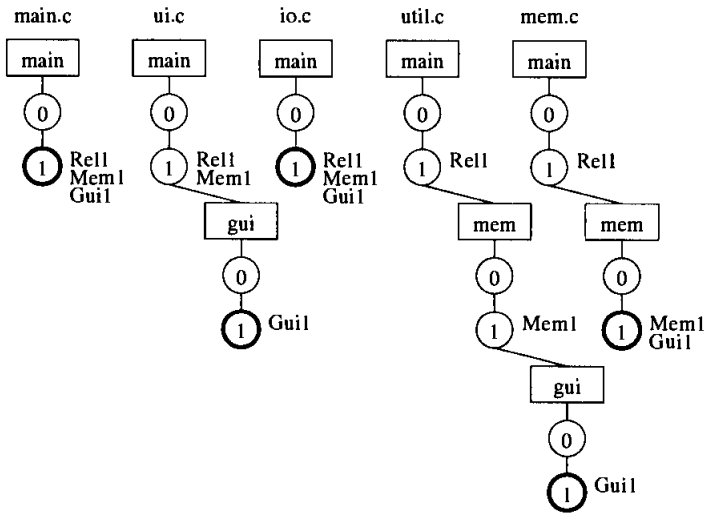 main.c ui.c io.c util.c mem.c
main main main main main
0 0 0 0 0
1 Rel1 1 Rel1 1 Rel1 1 Rel1 1 Rel1
Mem1 Mem1 Mem1
Gui1 Gui1
gui mem mem
0 0 0
1 Gui1 1 Mem1 1 Mem1
Gui1
gui
0
1 Gui1